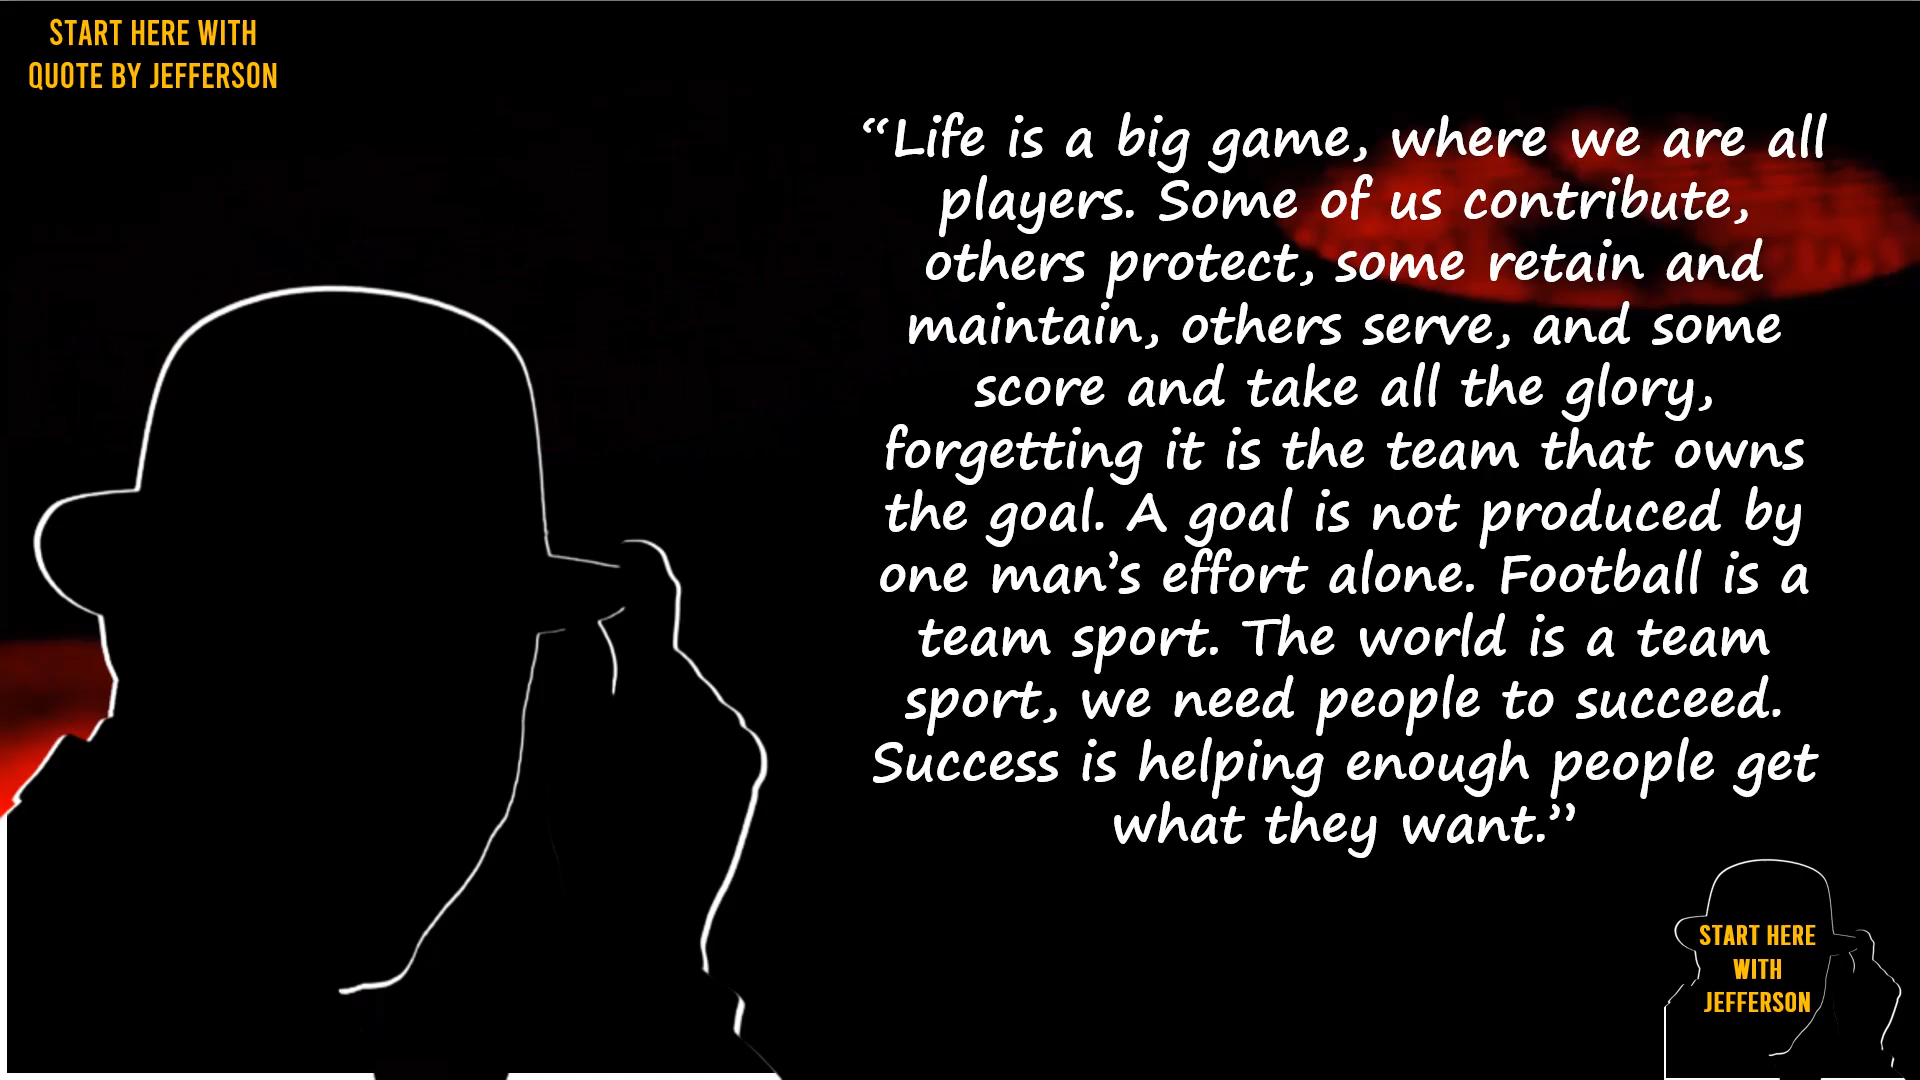 START HERE WITH
QUOTE BY JEFFERSON
“Life is a big game, where we are all
players. Some of us contribute,
others protect, some retain and
maintain, others serve, and some
score and take all the glory,
forgetting it is the team that owns
the goal. A goal is not produced by
one man’s effort alone. Football is a
team sport. The world is a team
sport, we need people to succeed.
Success is helping enough people get
what they want.”
START HERE
WITH
JEFFERSON